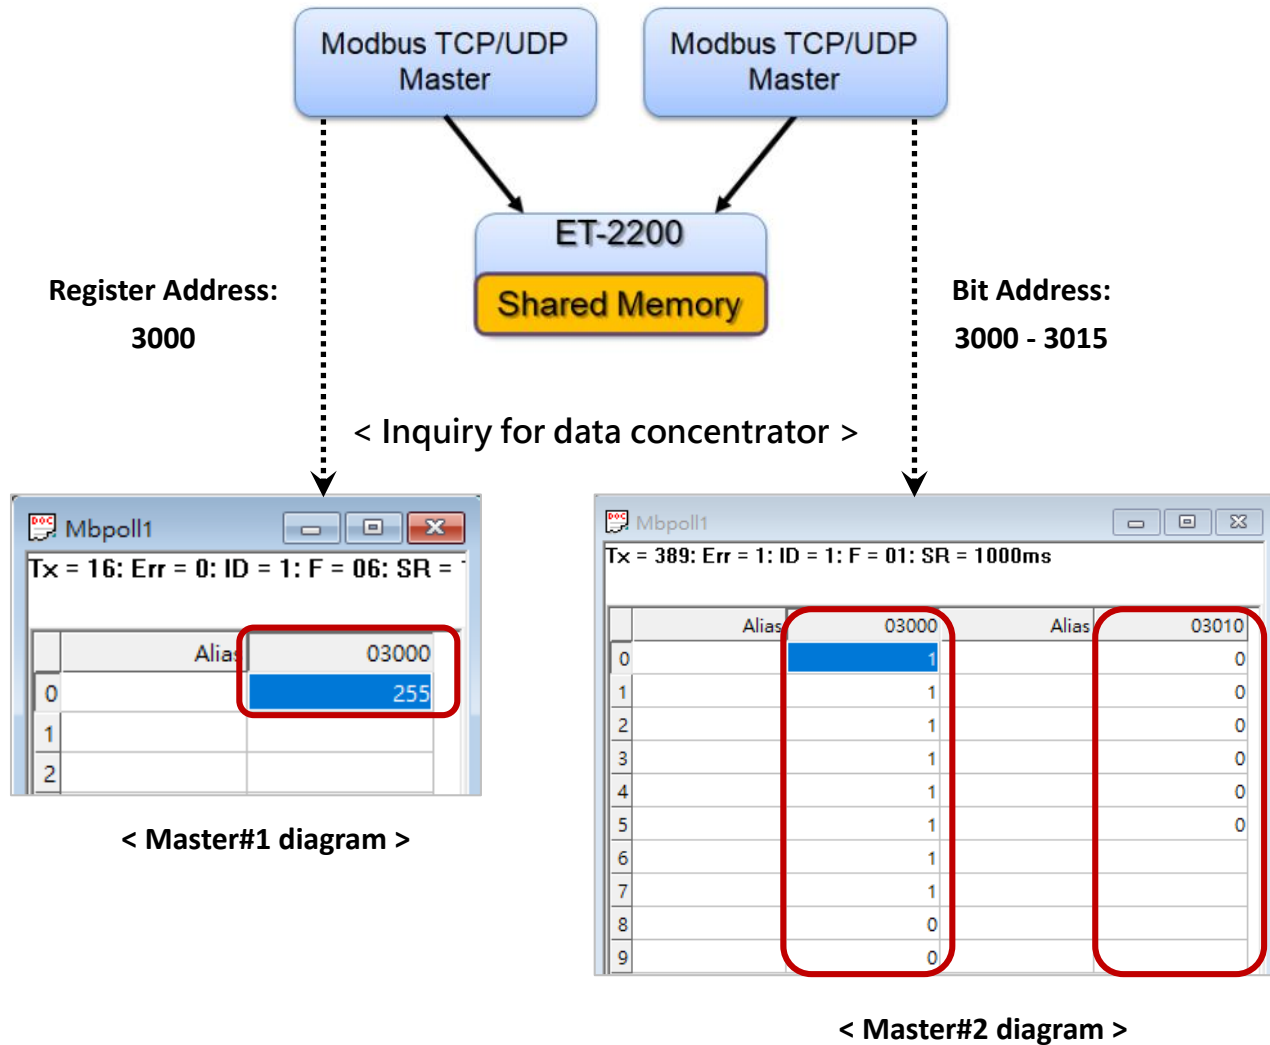 Modbus TCP/UDP
Master
Modbus TCP/UDP
Master
ET-2200
Shared Memory
Register Address:
3000
Bit Address:
3000 - 3015
< Inquiry for data concentrator >
Mbpoll1
Tx = 16: Err = 0: ID = 1: F = 06: SR =
Alias 03000
0 255
1
2
< Master#1 diagram >
Mbpoll1
Tx = 389: Err = 1: ID = 1: F = 01: SR = 1000ms
Alias 03000 Alias 03010
0 1 0
1 1 0
2 1 0
3 1 0
4 1 0
5 1 0
6 1
7 1
8 0
9 0
< Master#2 diagram >